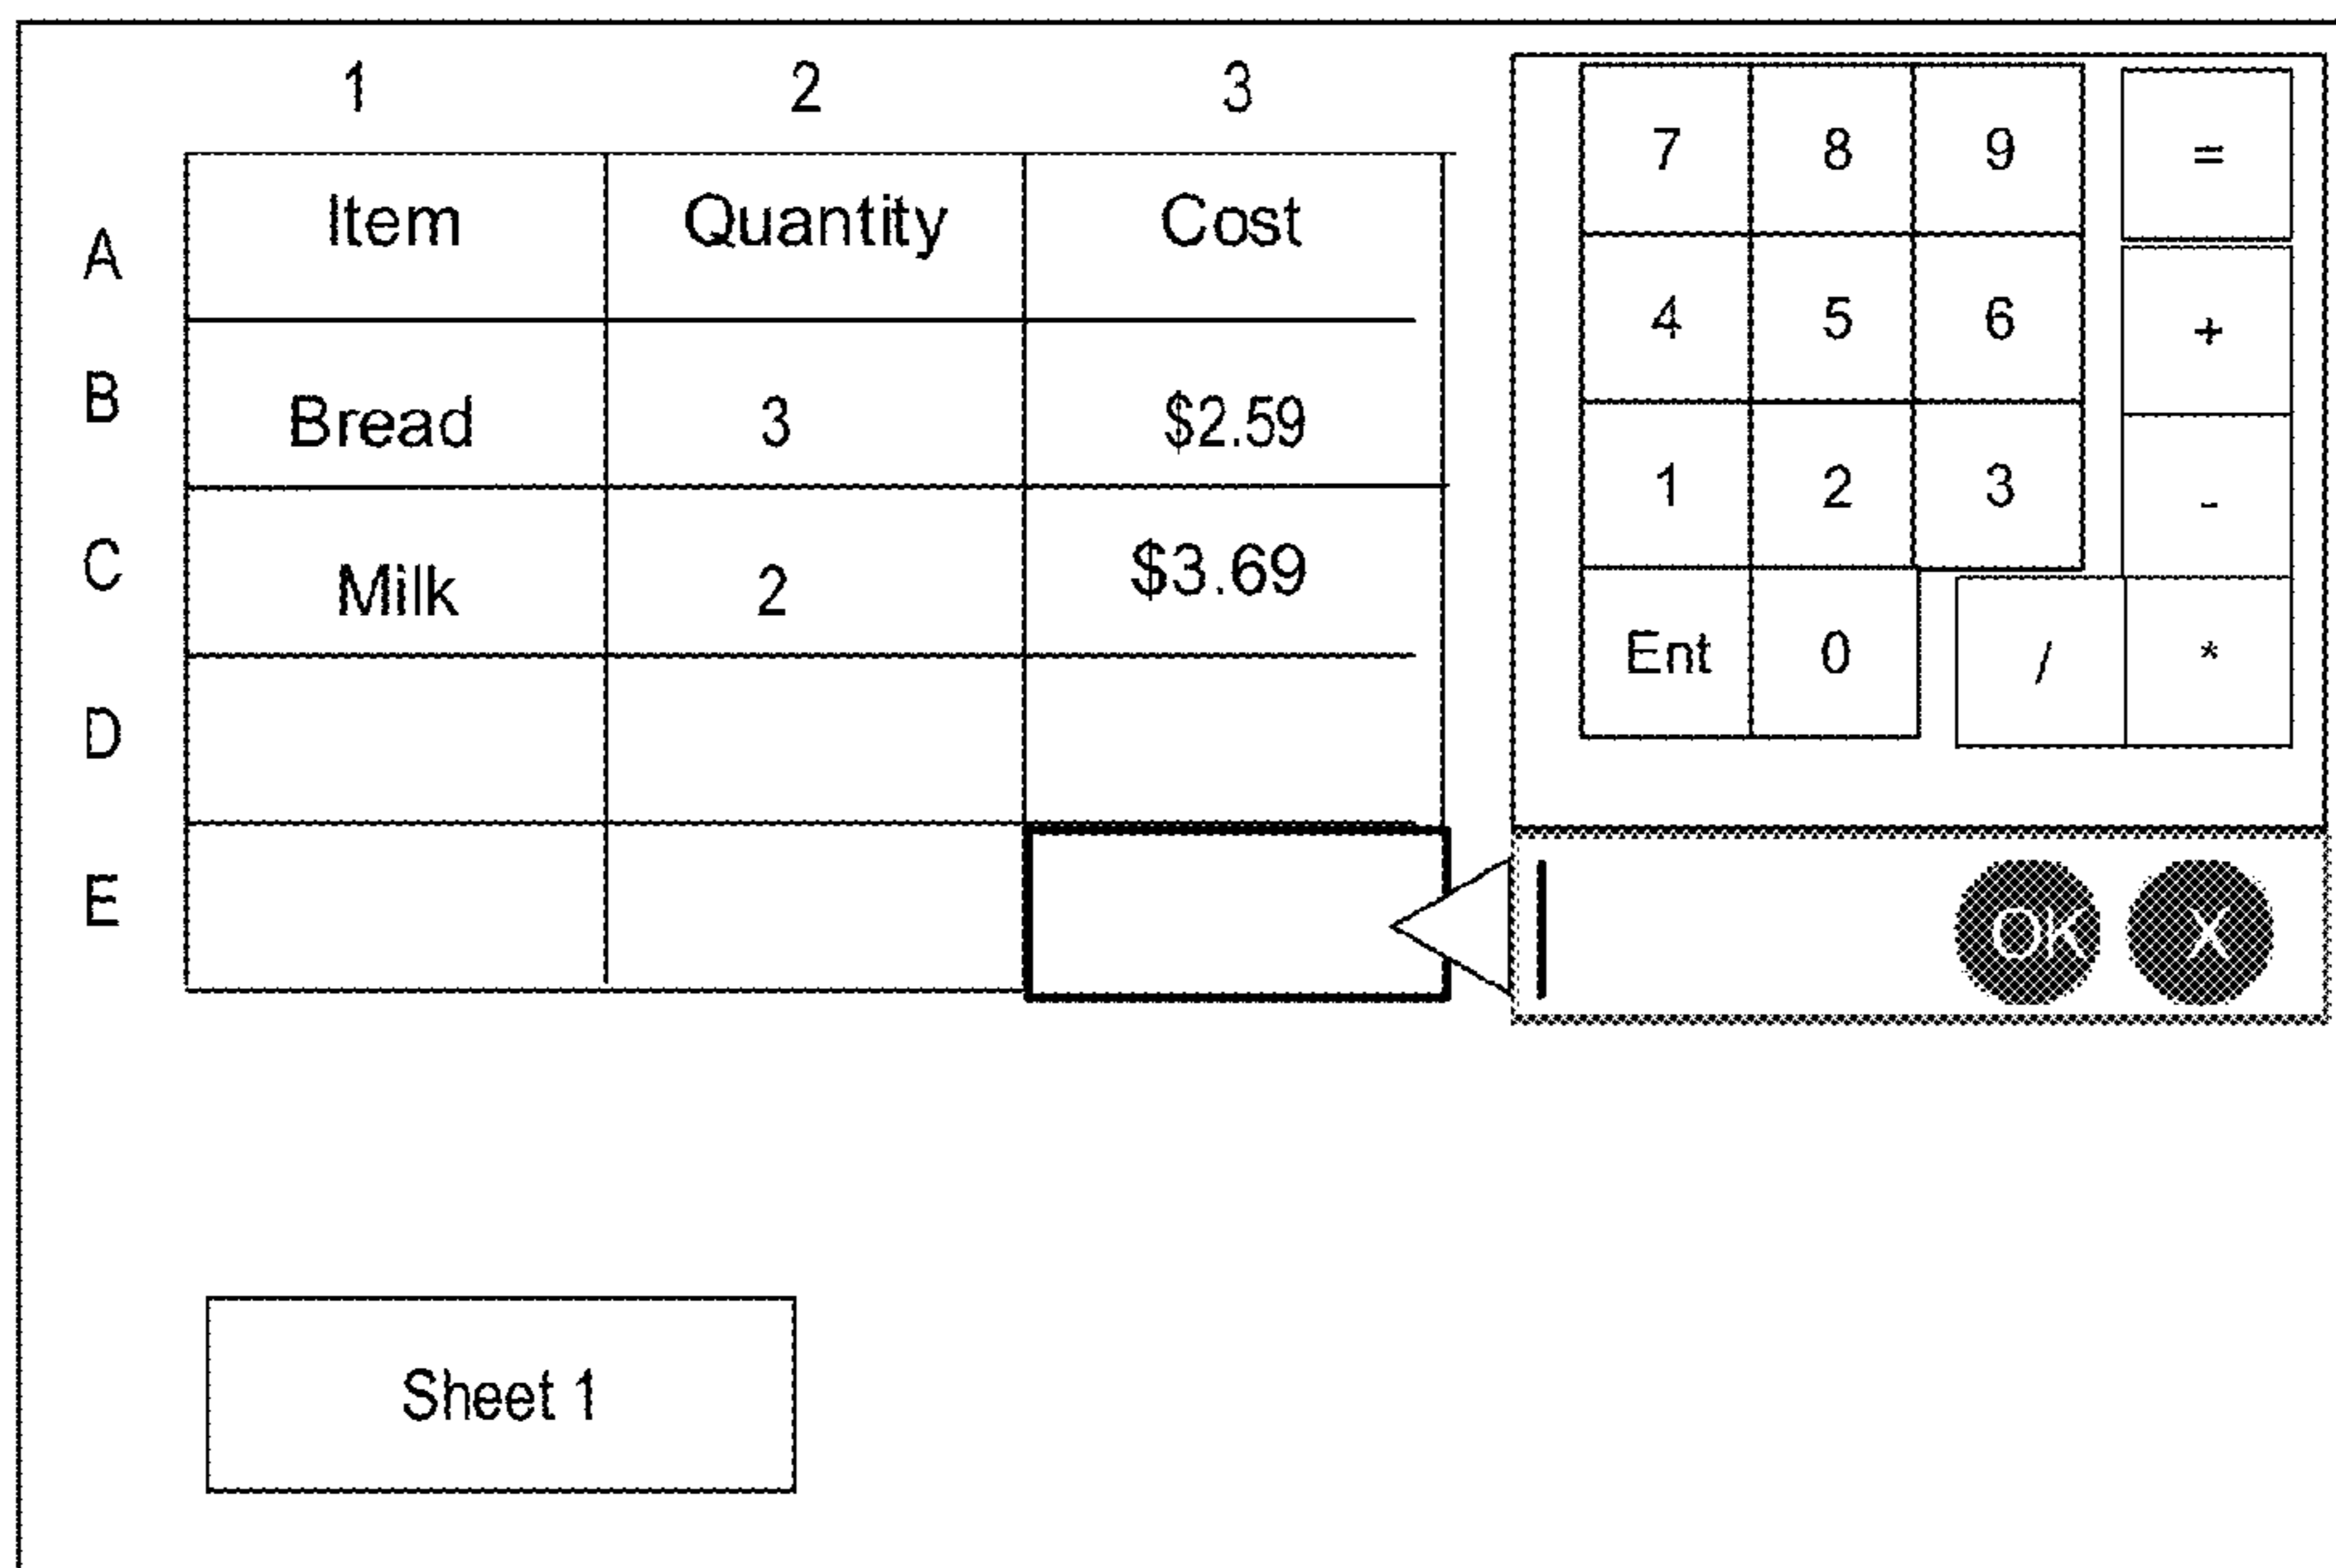 1 2 3
A Item Quantity Cost
B Bread 3 $2.59
C Milk 2 $3.69
D
E
7 8 9 =
4 5 6 +
1 2 3 -
Ent 0 / *
OK X
Sheet 1